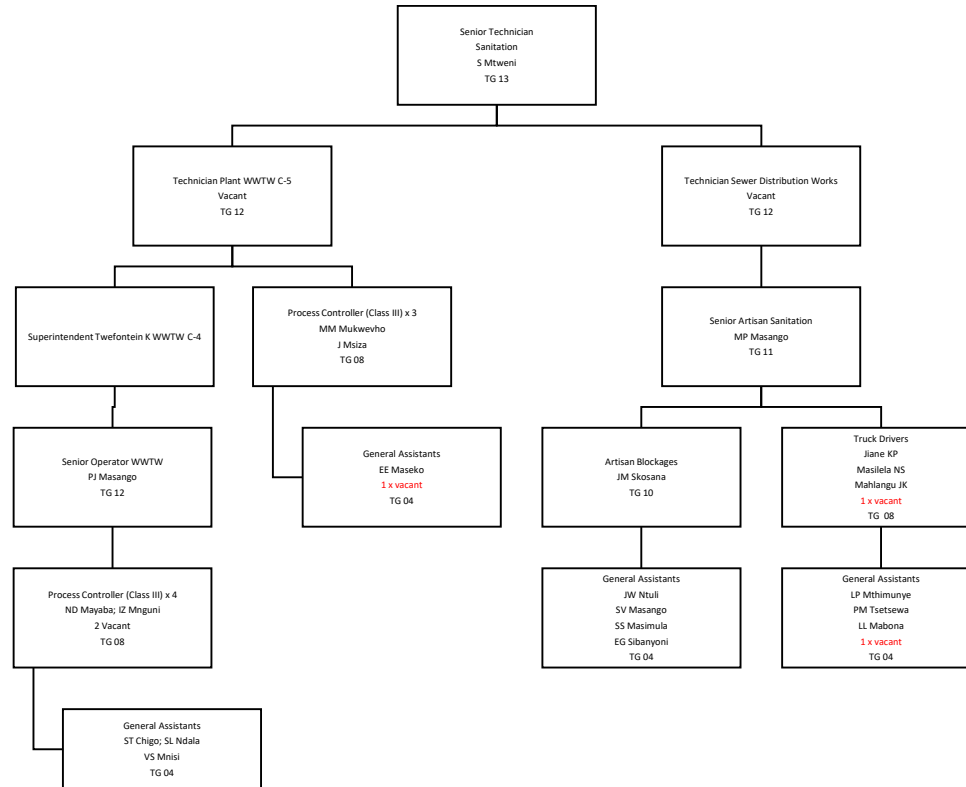 Senior Technician
Sanitation
S Mtweni
TG 13
Technician Plant WWTW C-5
Vacant
TG 12
Technician Sewer Distribution Works
Vacant
TG 12
Superintendent Twefontein K WWTW C-4
Process Controller (Class III) x 3
MM Mukwevho
J Msiza
TG 08
Senior Artisan Sanitation
MP Masango
TG 11
Senior Operator WWTW
PJ Masango
TG 12
General Assistants
EE Maseko
1 x vacant
TG 04
Artisan Blockages
JM Skosana
TG 10
Truck Drivers
Jiane KP
Masilela NS
Mahlangu JK
1 x vacant
TG 08
Process Controller (Class III) x 4
ND Mayaba; IZ Mnguni
2 Vacant
TG 08
General Assistants
JW Ntuli
SV Masango
SS Masimula
EG Sibanyoni
TG 04
General Assistants
LP Mthimunye
PM Tsetsewa
LL Mabona
1 x vacant
TG 04
General Assistants
ST Chigo; SL Ndala
VS Mnisi
TG 04